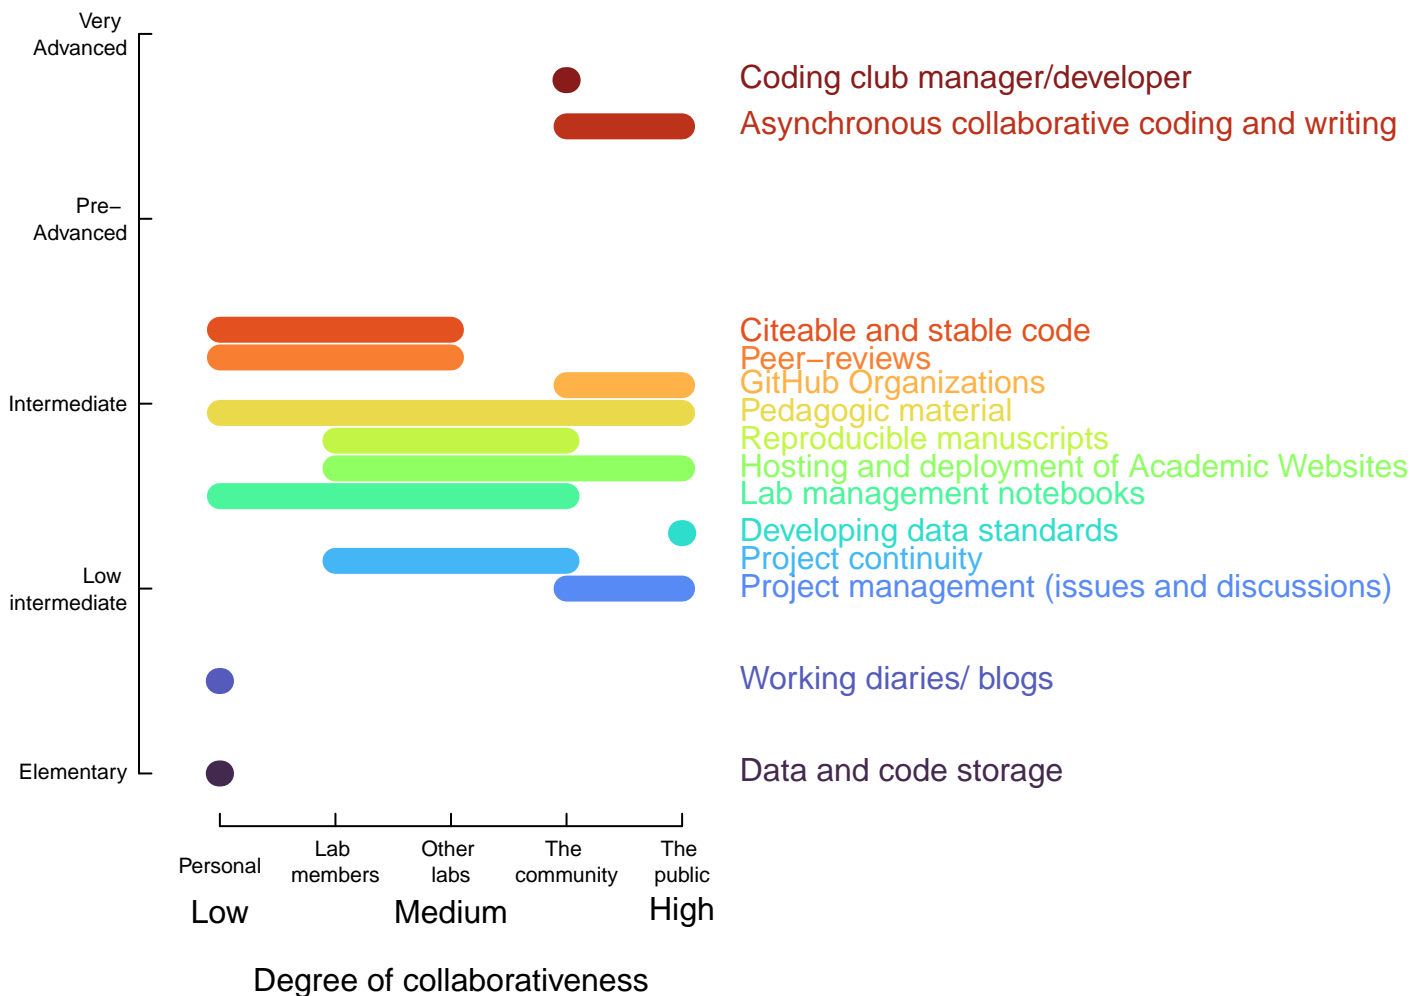 Very
Advanced
Coding club manager/developer
Asynchronous collaborative coding and writing
Pre−
Advanced
Citeable and stable code
Peer−reviews
GitHub Organizations
Intermediate
Pedagogic material
Reproducible manuscripts
Hosting and deployment of Academic Websites
Lab management notebooks
Developing data standards
Project continuity
Low
intermediate
Project management (issues and discussions)
Working diaries/ blogs
Elementary
Data and code storage
Personal
Lab
members
Other
labs
The
community
The
public
Low
Medium
High
Degree of collaborativeness